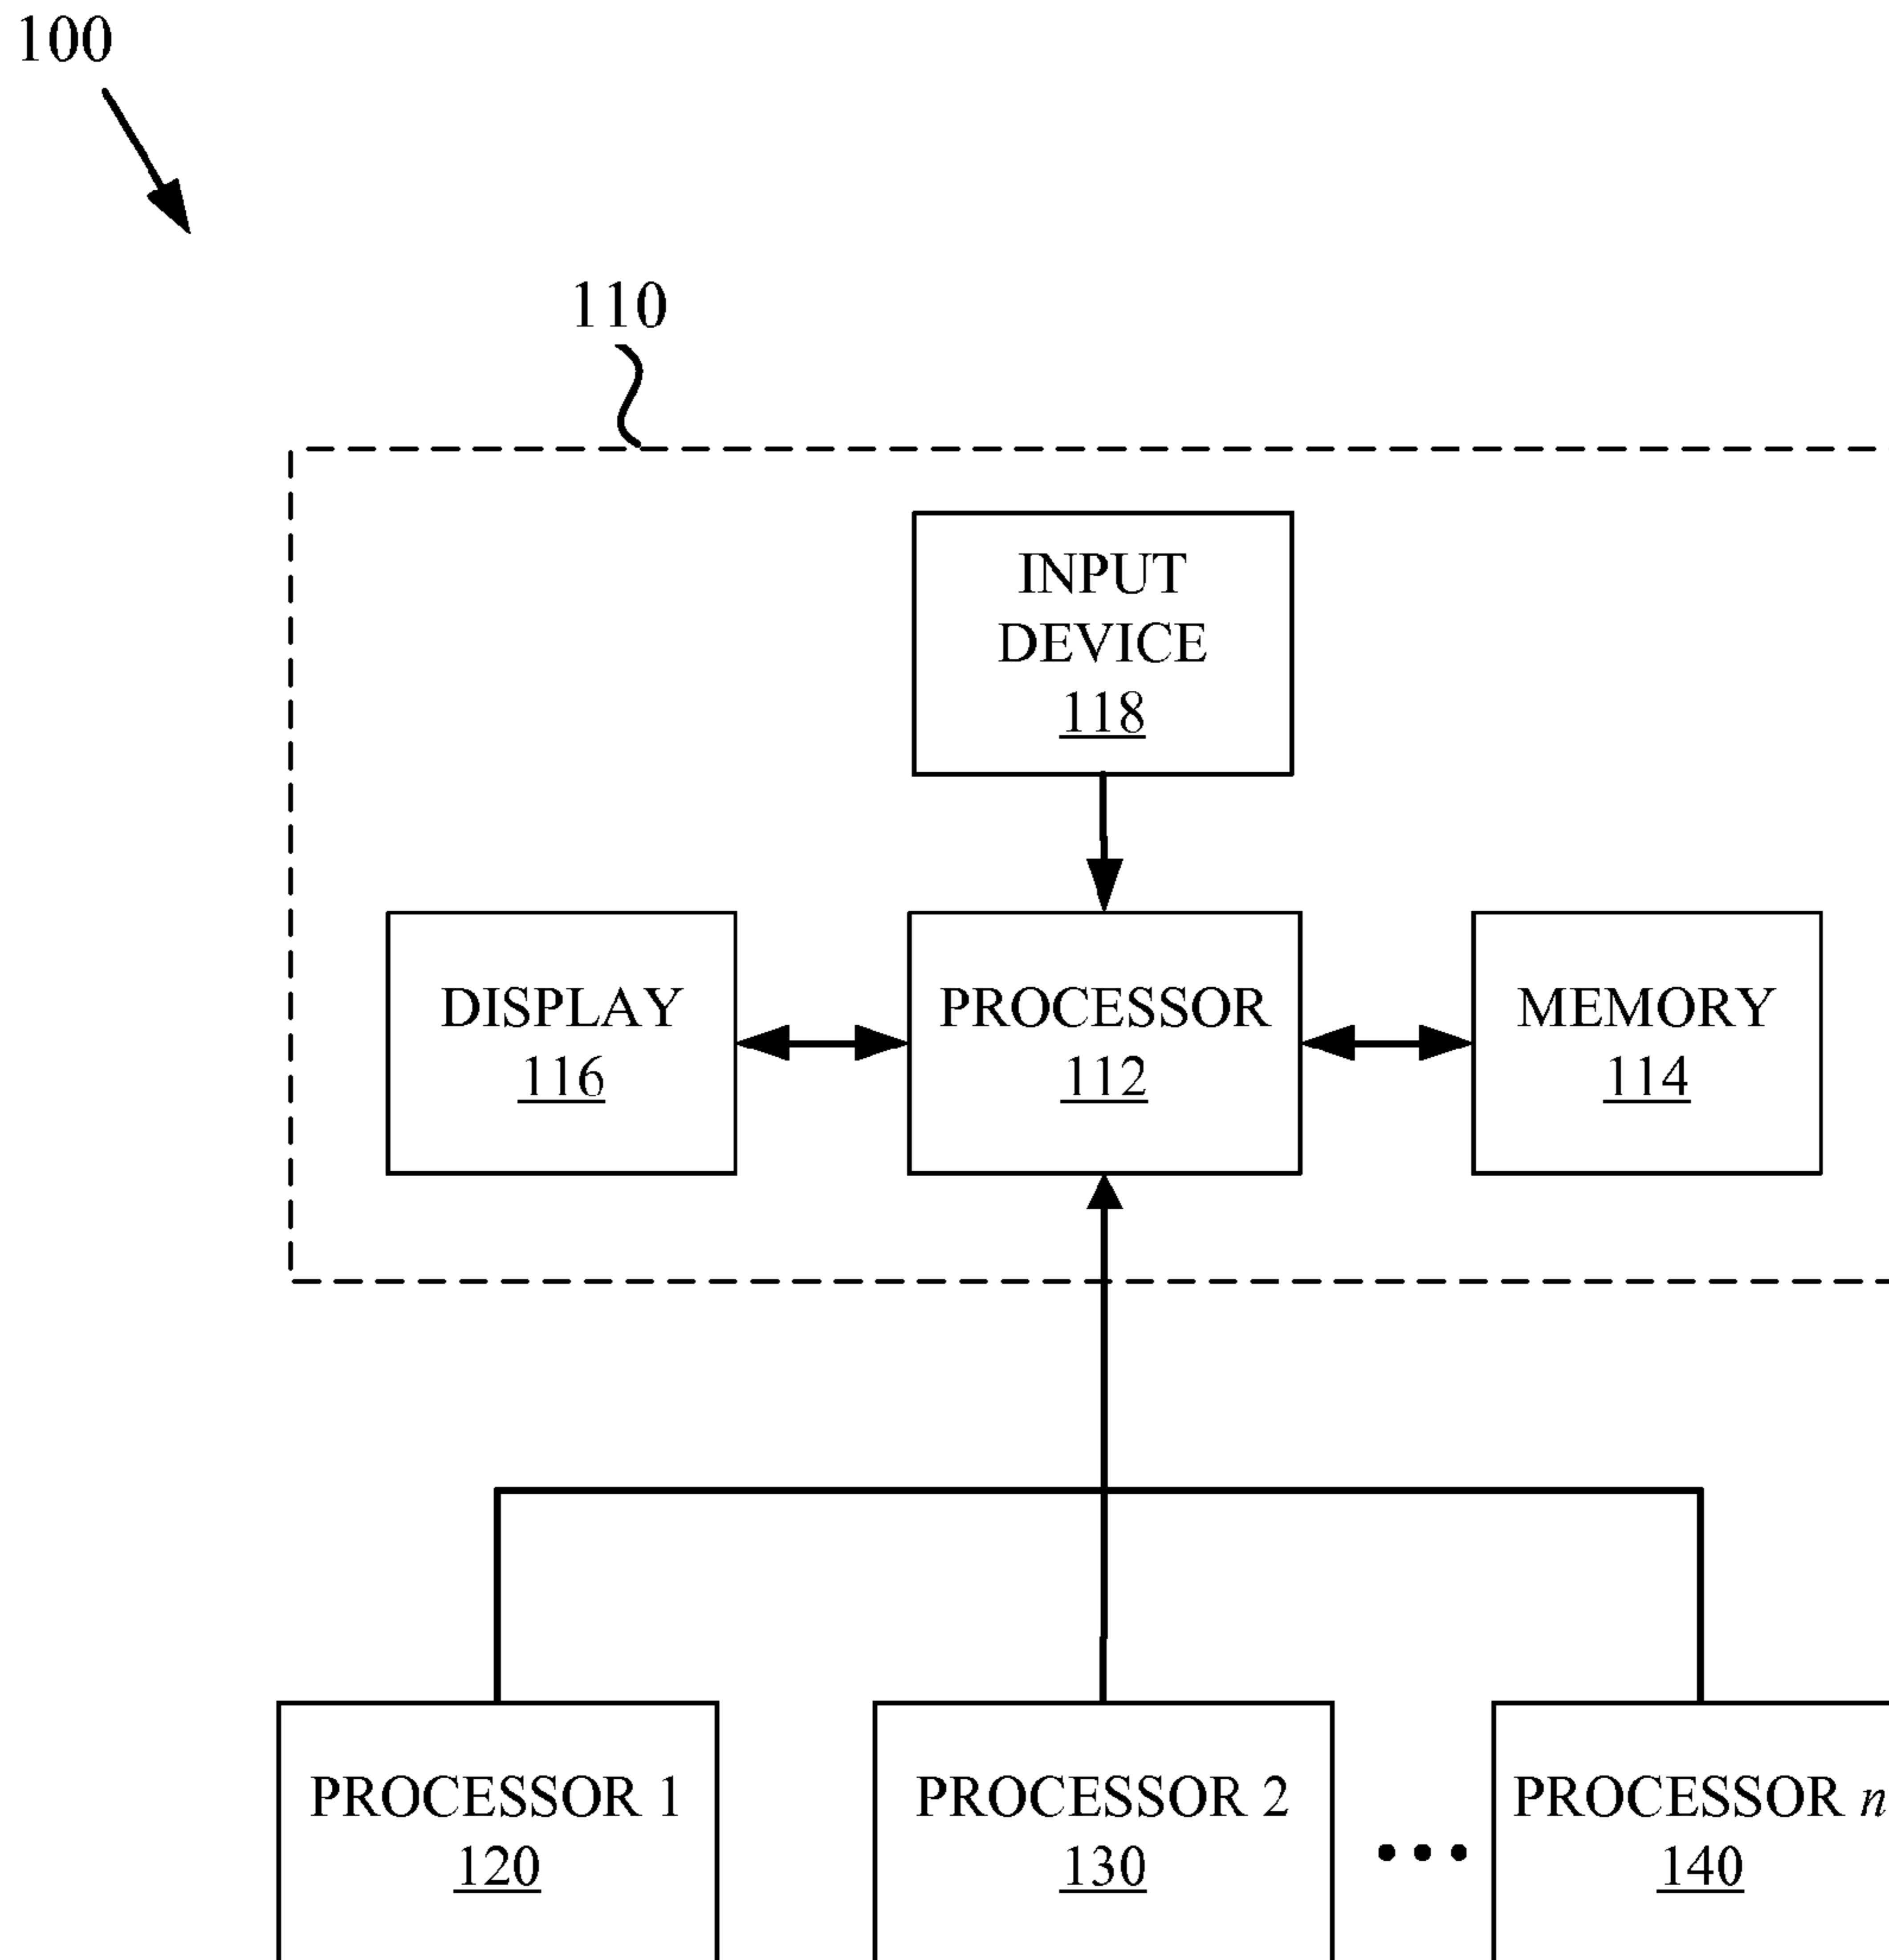 100
110
INPUT
DEVICE
118
DISPLAY
116
PROCESSOR
112
MEMORY
114
PROCESSOR 1
120
PROCESSOR 2
130
PROCESSOR n
140